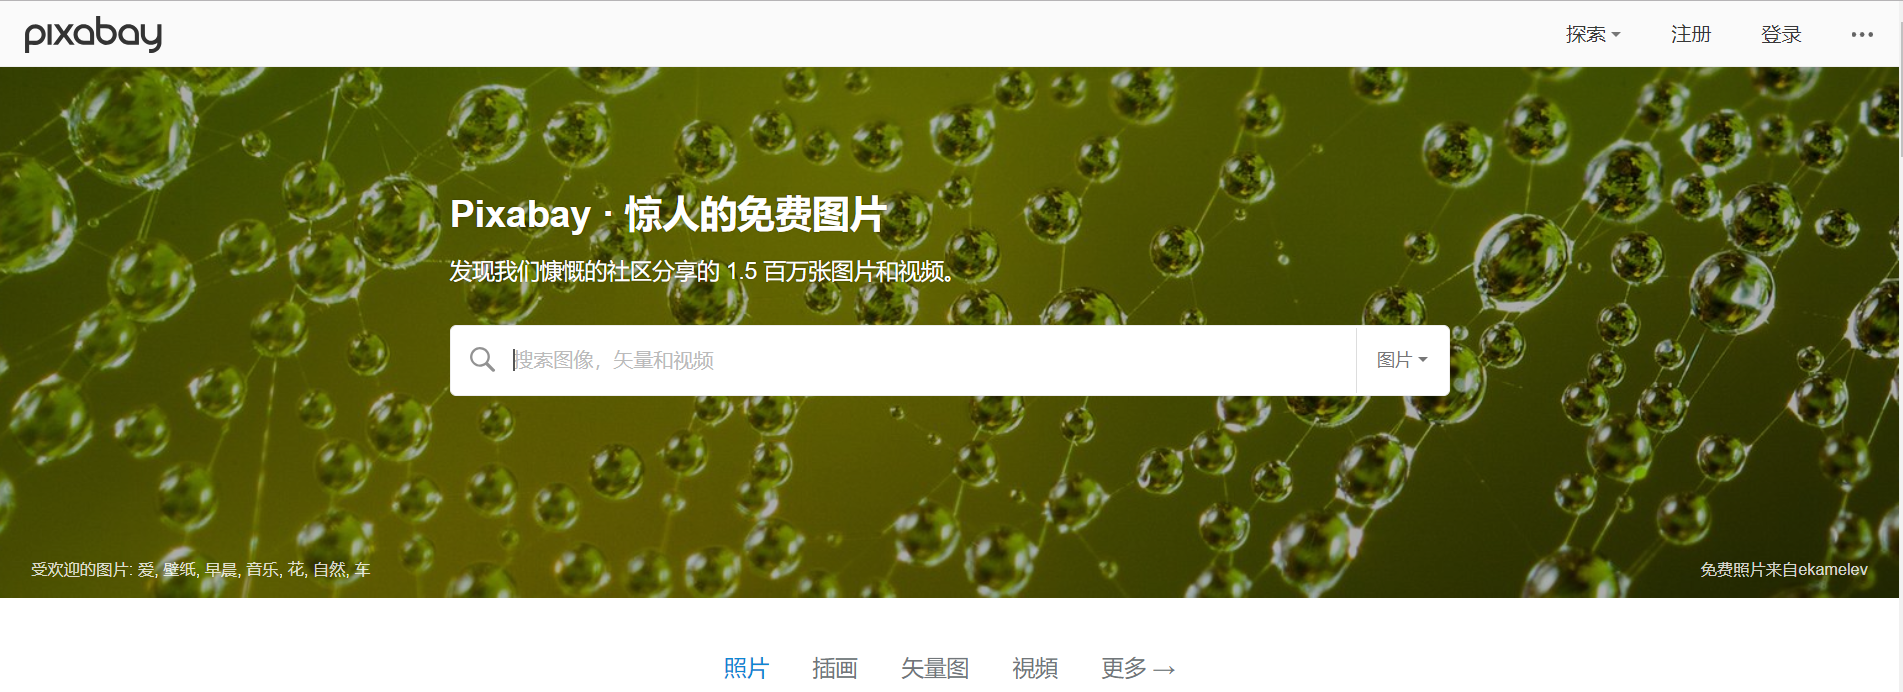 pixabay
探索 注册 登录 •••
Pixabay · 惊人的免费图片
发现我们慷慨的社区分享的 1.5 百万张图片和视频。
搜索图像，矢量和视频 图片
受欢迎的图片: 爱, 壁纸, 早晨, 音乐, 花, 自然, 车
免费照片来自ekamelev
照片 插画 矢量图 視頻 更多 →